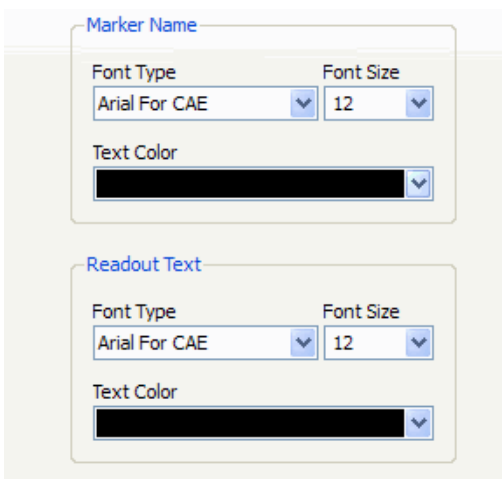 Marker Name
Font Type Font Size
Arial For CAE 12
Text Color
Readout Text
Font Type Font Size
Arial For CAE 12
Text Color